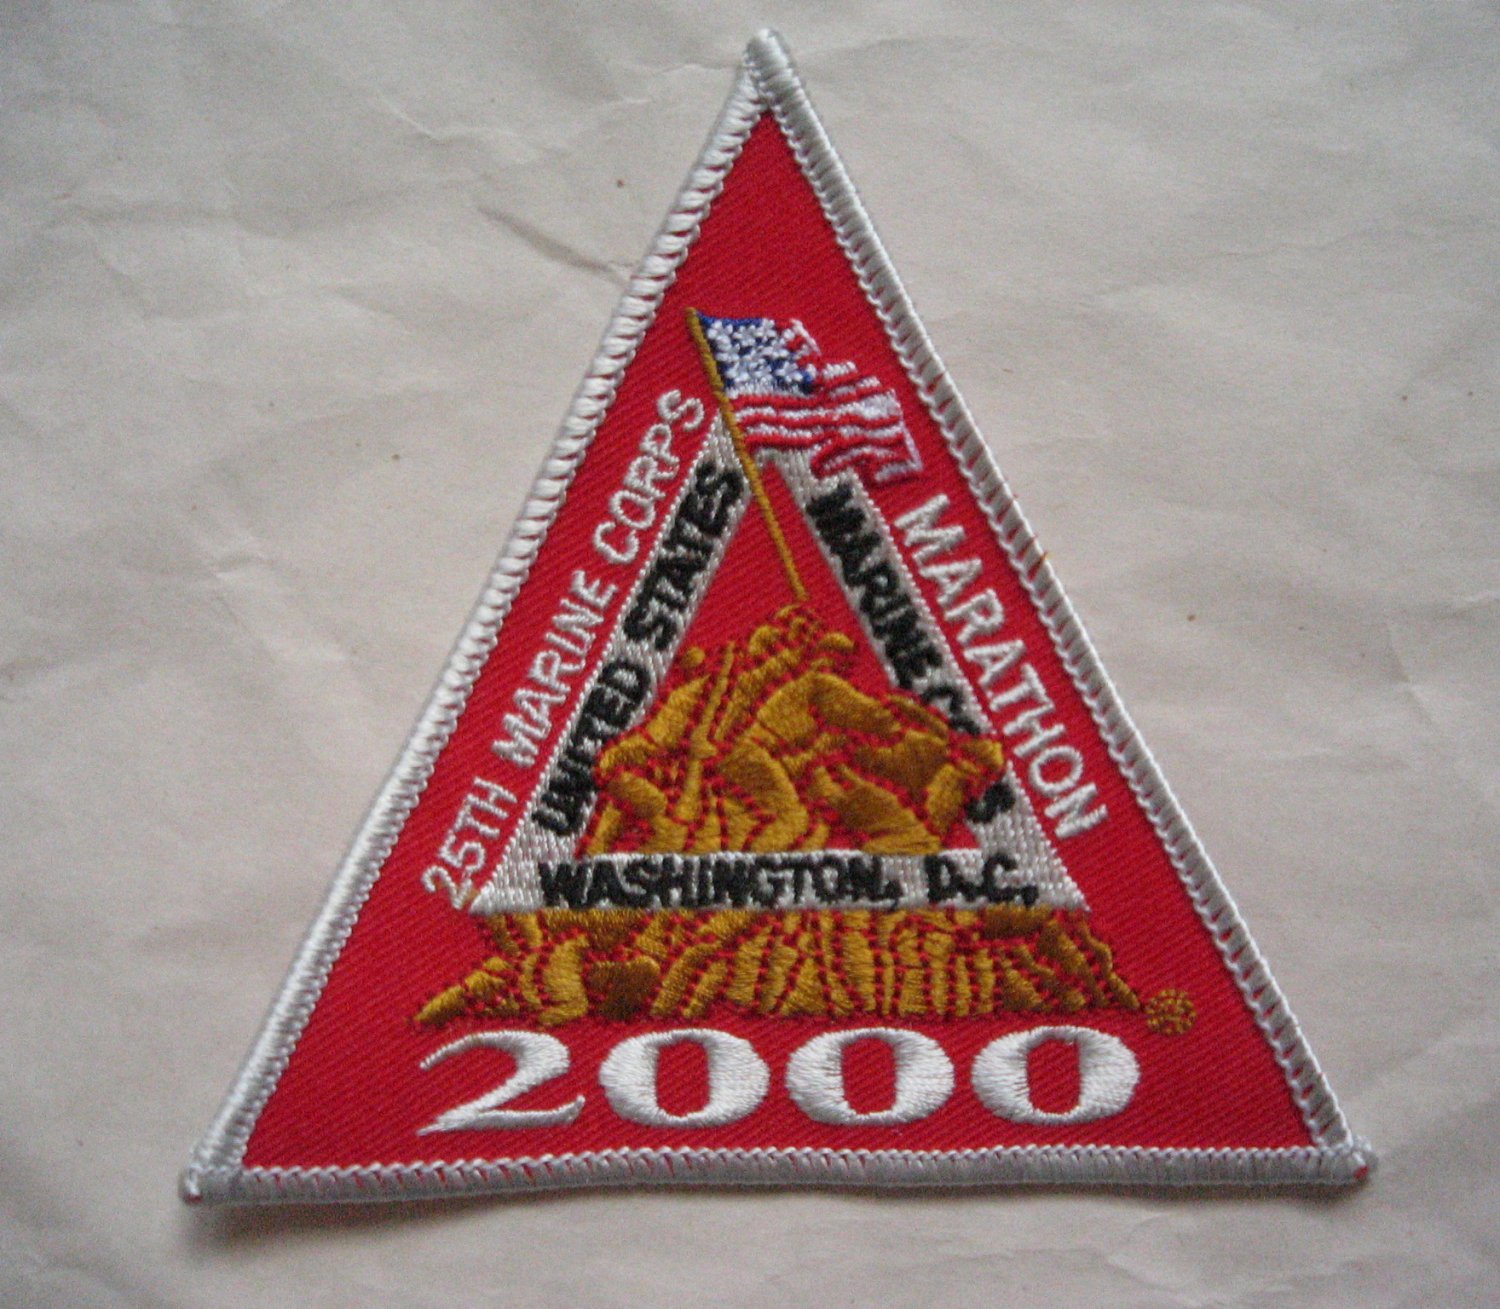 25TH MARINE CORPS
MARATHON
UNITED STATES
MARINE CORPS
WASHINGTON, D.C.
2000